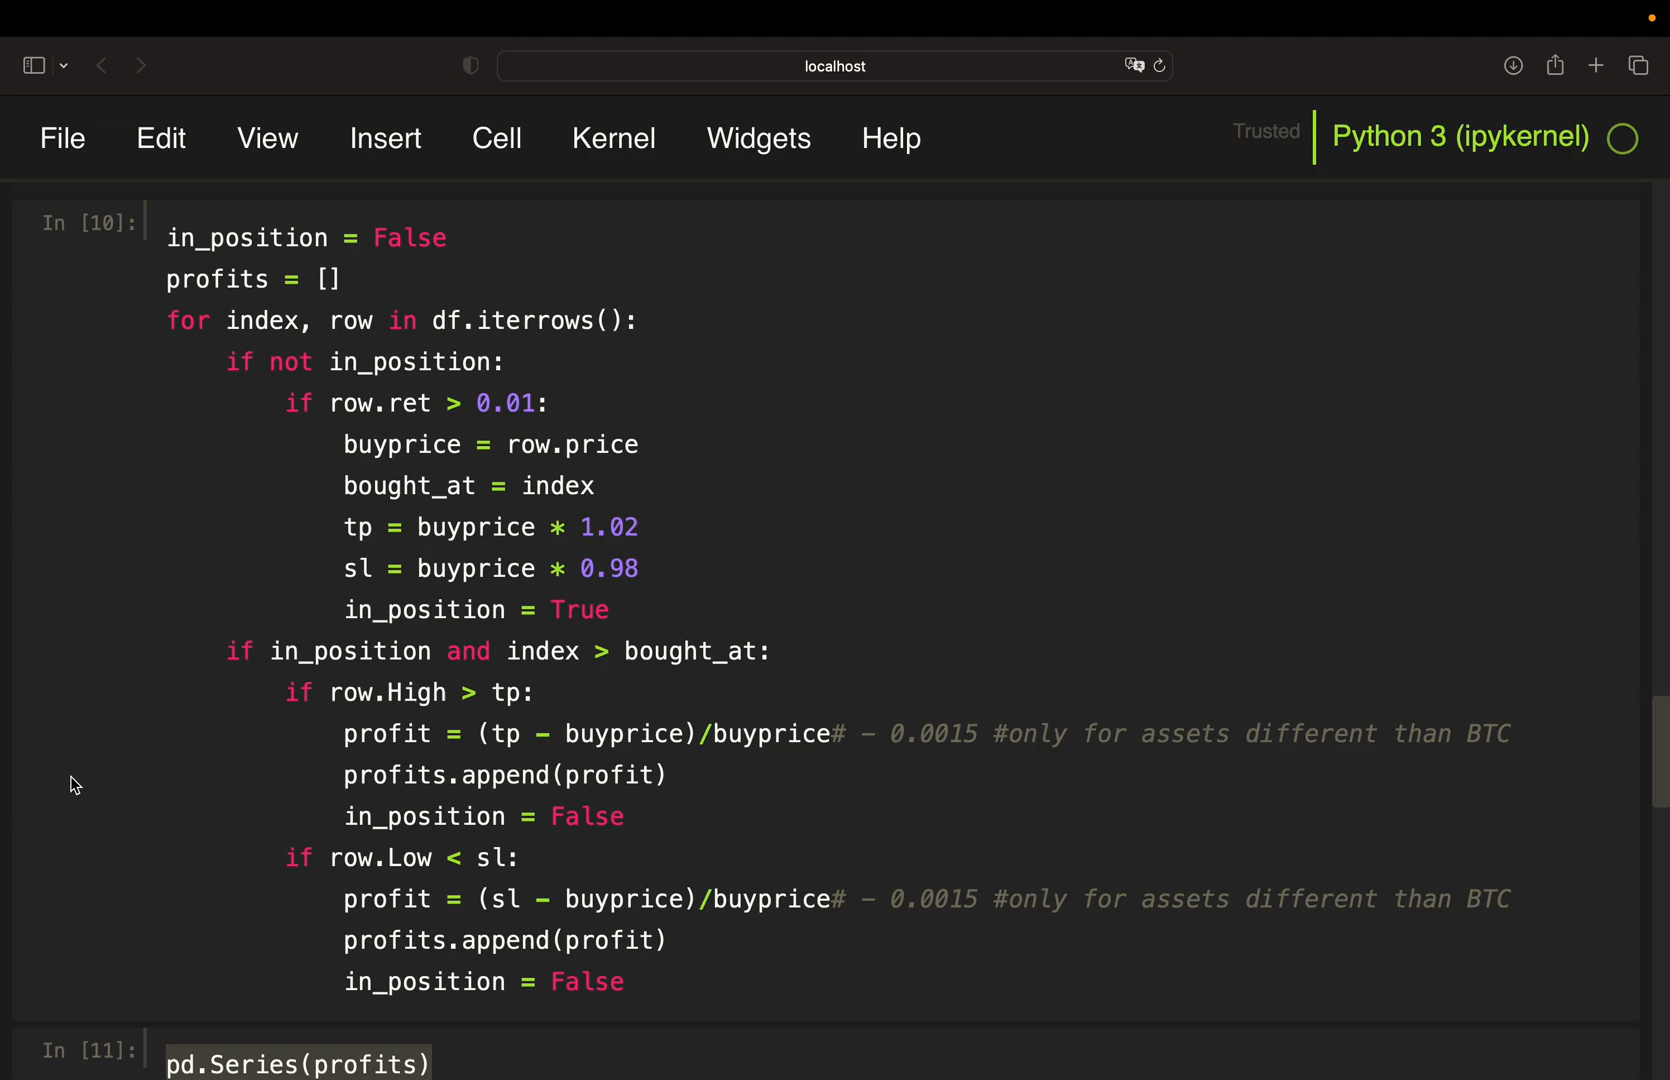 localhost
File Edit View Insert Cell Kernel Widgets Help Trusted Python 3 (ipykernel)
In [10]:
in_position = False
profits = []
for index, row in df.iterrows():
    if not in_position:
        if row.ret > 0.01:
            buyprice = row.price
            bought_at = index
            tp = buyprice * 1.02
            sl = buyprice * 0.98
            in_position = True
    if in_position and index > bought_at:
        if row.High > tp:
            profit = (tp - buyprice)/buyprice# - 0.0015 #only for assets different than BTC
            profits.append(profit)
            in_position = False
        if row.Low < sl:
            profit = (sl - buyprice)/buyprice# - 0.0015 #only for assets different than BTC
            profits.append(profit)
            in_position = False
In [11]:
pd.Series(profits)